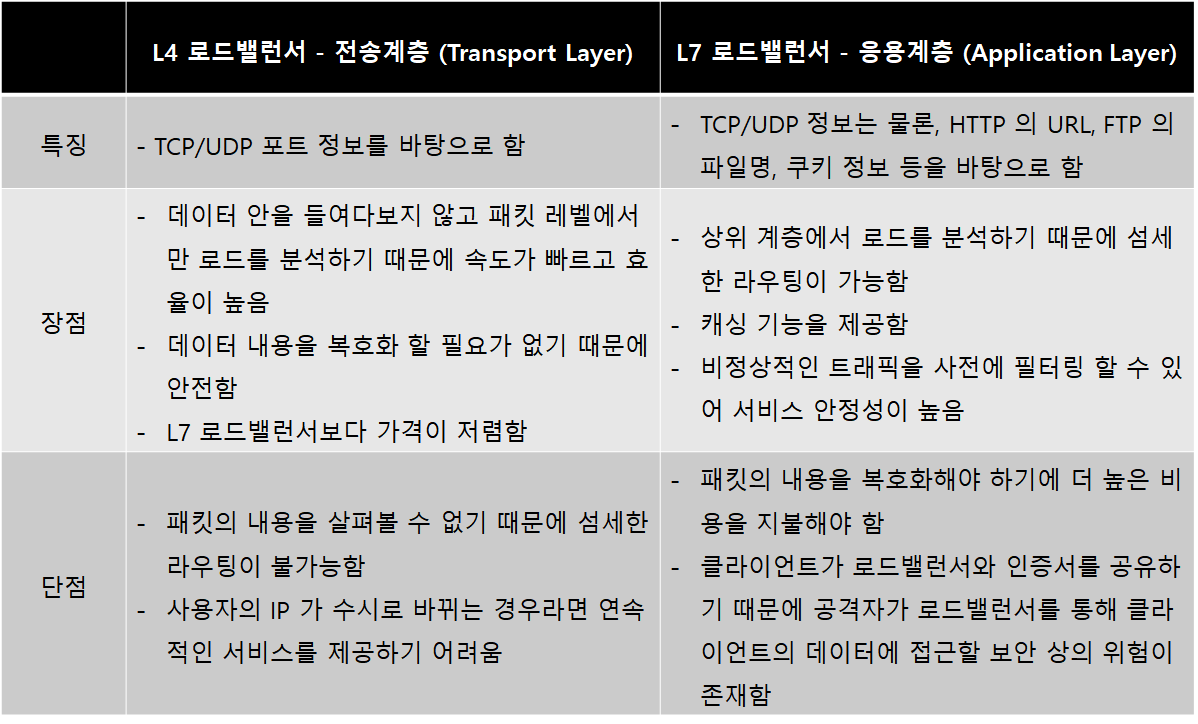 L4 로드밸런서 - 전송계층 (Transport Layer)
L7 로드밸런서 - 응용계층 (Application Layer)
특징
- TCP/UDP 포트 정보를 바탕으로 함
- TCP/UDP 정보는 물론, HTTP 의 URL, FTP 의
파일명, 쿠키 정보 등을 바탕으로 함
장점
- 데이터 안을 들여다보지 않고 패킷 레벨에서
만 로드를 분석하기 때문에 속도가 빠르고 효
율이 높음
- 데이터 내용을 복호화 할 필요가 없기 때문에
안전함
- L7 로드밸런서보다 가격이 저렴함
- 상위 계층에서 로드를 분석하기 때문에 섬세
한 라우팅이 가능함
- 캐싱 기능을 제공함
- 비정상적인 트래픽을 사전에 필터링 할 수 있
어 서비스 안정성이 높음
단점
- 패킷의 내용을 살펴볼 수 없기 때문에 섬세한
라우팅이 불가능함
- 사용자의 IP 가 수시로 바뀌는 경우라면 연속
적인 서비스를 제공하기 어려움
- 패킷의 내용을 복호화해야 하기에 더 높은 비
용을 지불해야 함
- 클라이언트가 로드밸런서와 인증서를 공유하
기 때문에 공격자가 로드밸런서를 통해 클라
이언트의 데이터에 접근할 보안 상의 위험이
존재함